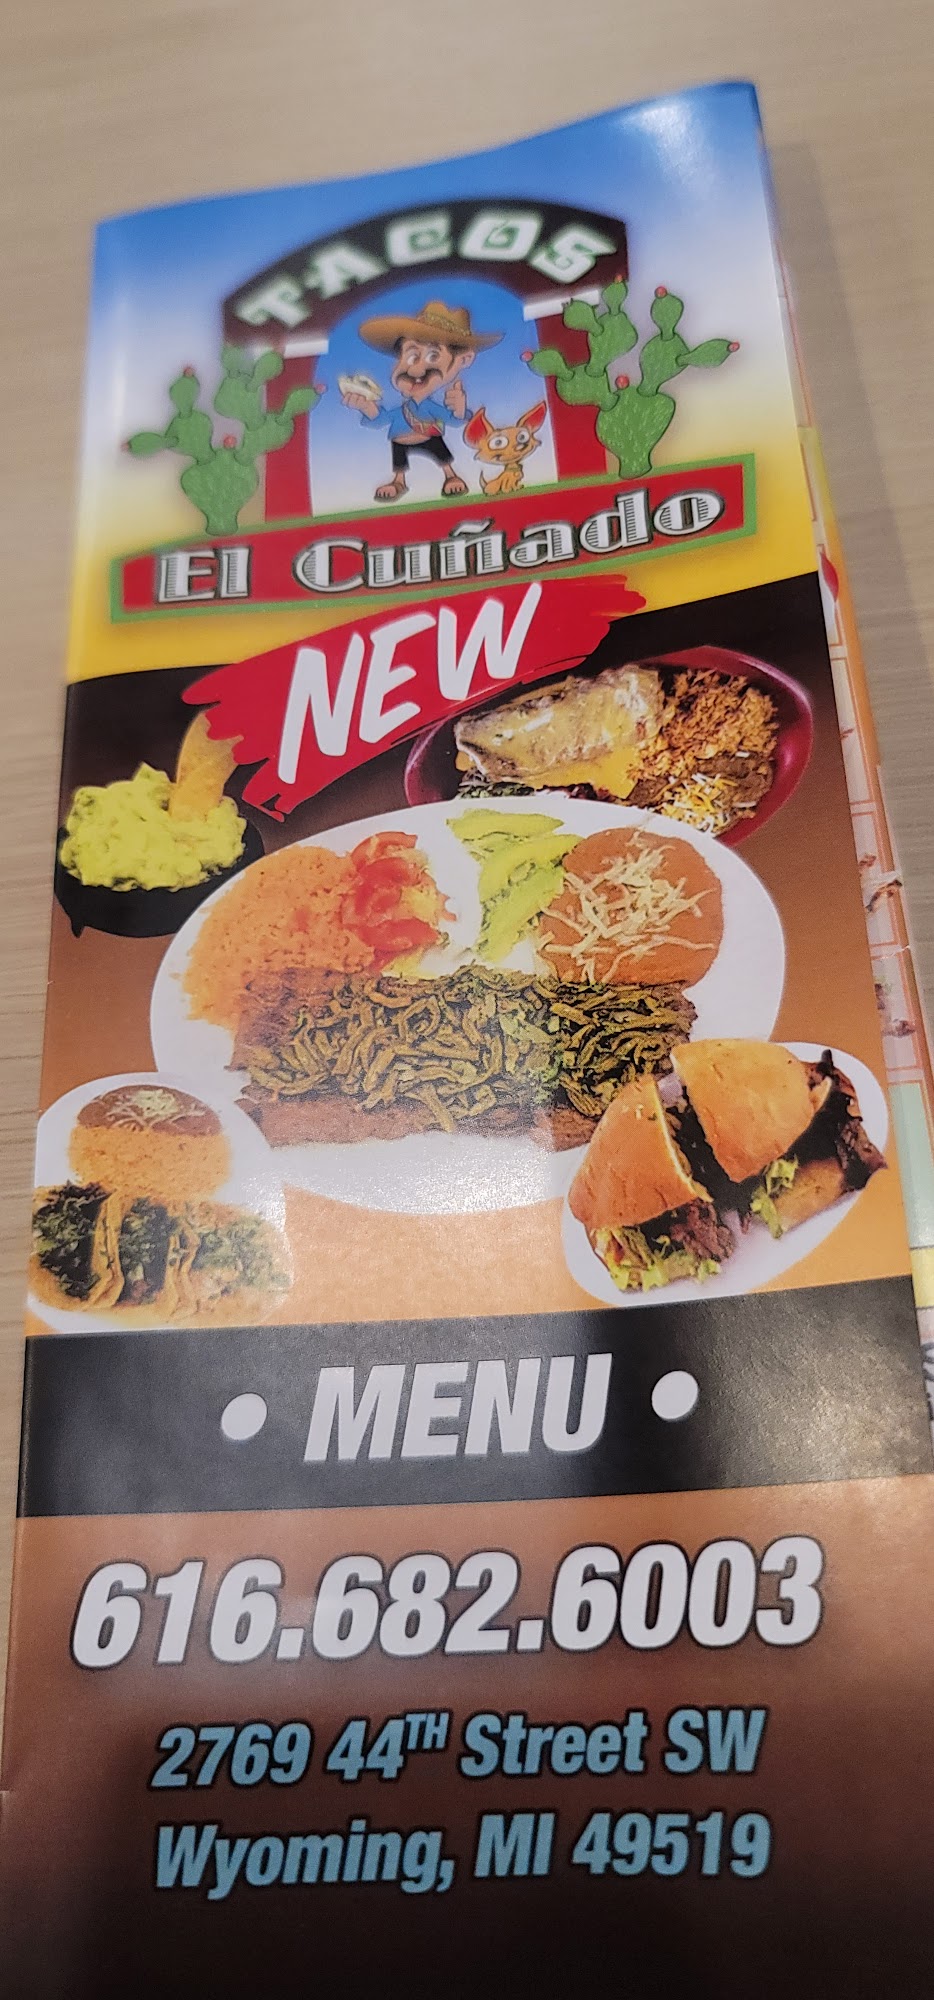 TACOS
El Cuñado
NEW
• MENU •
616.682.6003
2769 44TH Street SW
Wyoming, MI 49519